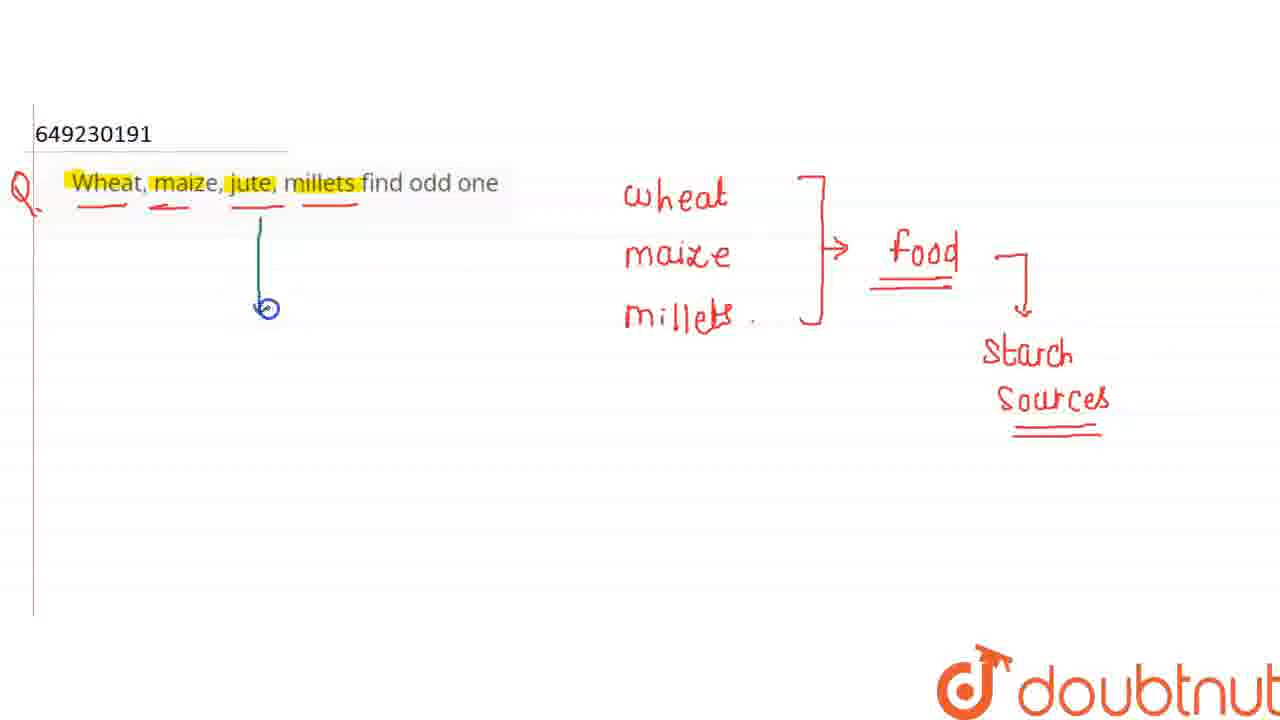 649230191
Q. Wheat, maize, jute, millets find odd one
wheat
maize
millets.
food
starch
sources
doubtnut